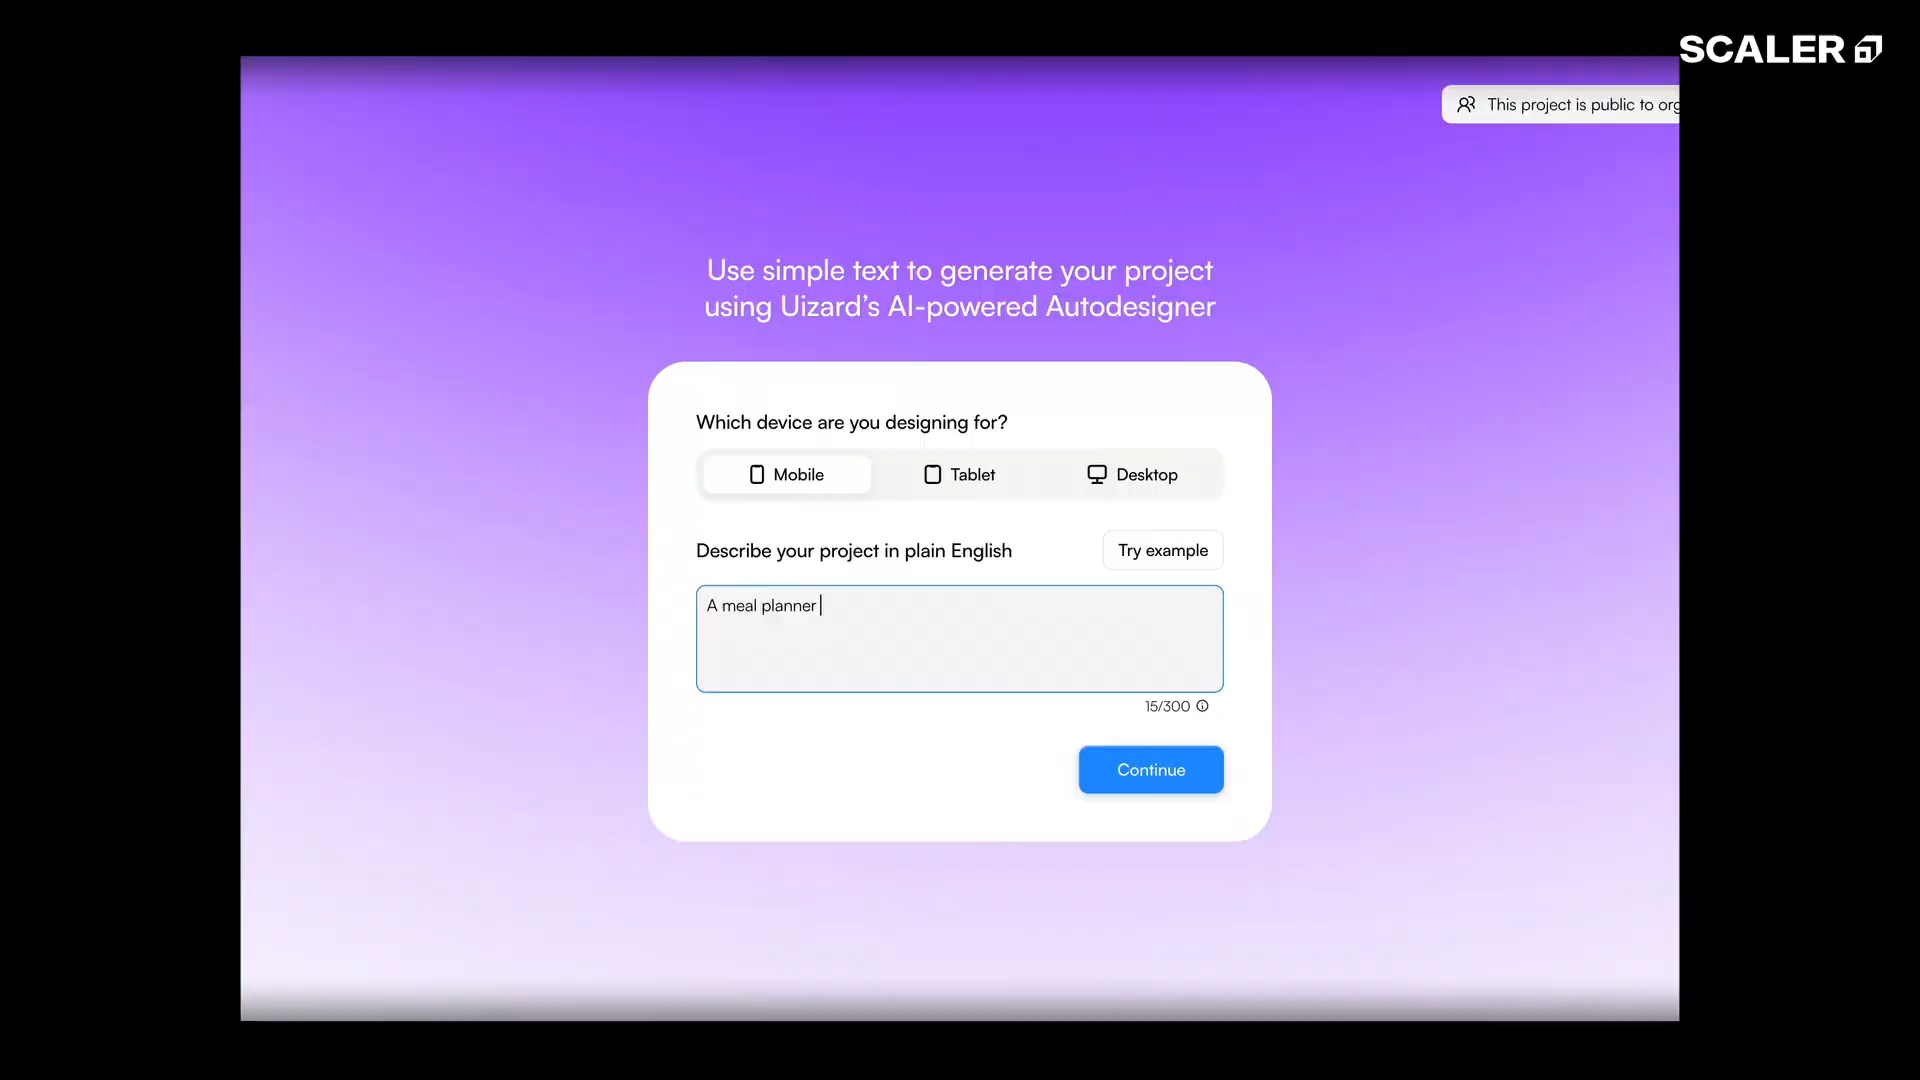 SCALER
This project is public to org
Use simple text to generate your project
using Uizard's AI-powered Autodesigner
Which device are you designing for?
Mobile
Tablet
Desktop
Describe your project in plain English
Try example
A meal planner
15/300
Continue